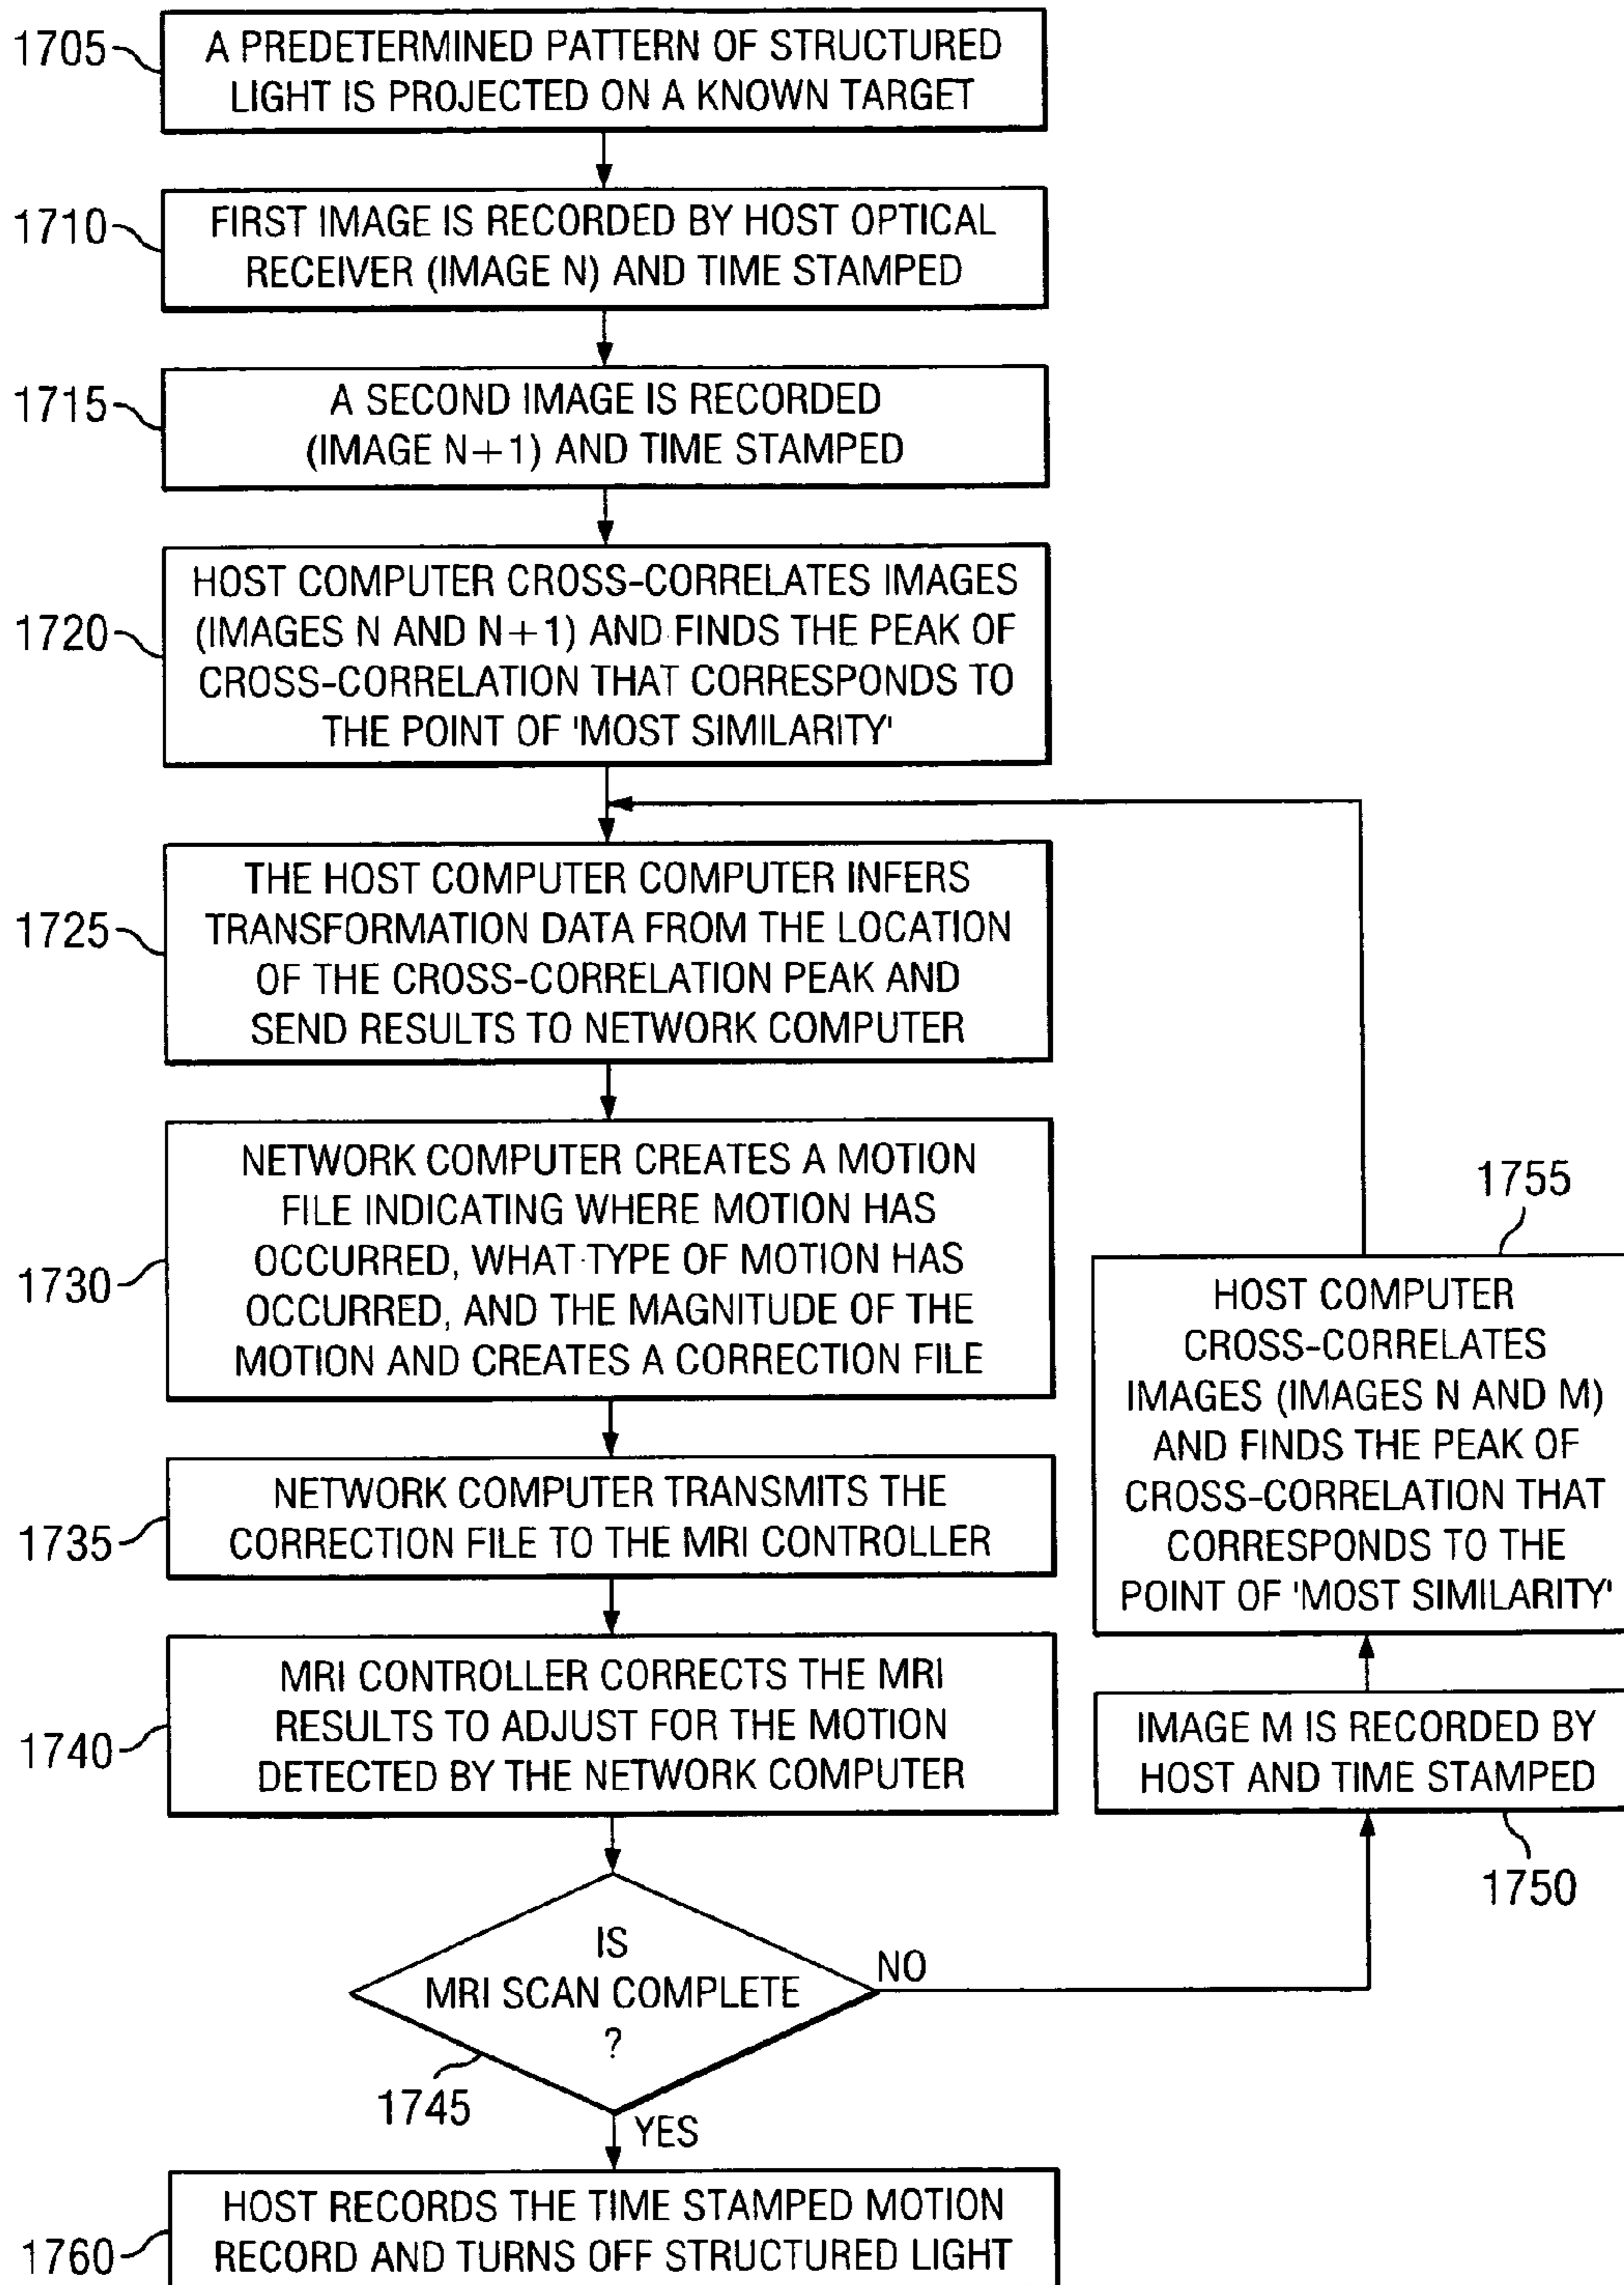 1705
A PREDETERMINED PATTERN OF STRUCTURED
LIGHT IS PROJECTED ON A KNOWN TARGET
1710
FIRST IMAGE IS RECORDED BY HOST OPTICAL
RECEIVER (IMAGE N) AND TIME STAMPED
1715
A SECOND IMAGE IS RECORDED
(IMAGE N+1) AND TIME STAMPED
1720
HOST COMPUTER CROSS-CORRELATES IMAGES
(IMAGES N AND N+1) AND FINDS THE PEAK OF
CROSS-CORRELATION THAT CORRESPONDS TO
THE POINT OF 'MOST SIMILARITY'
1725
THE HOST COMPUTER COMPUTER INFERS
TRANSFORMATION DATA FROM THE LOCATION
OF THE CROSS-CORRELATION PEAK AND
SEND RESULTS TO NETWORK COMPUTER
1730
NETWORK COMPUTER CREATES A MOTION
FILE INDICATING WHERE MOTION HAS
OCCURRED, WHAT TYPE OF MOTION HAS
OCCURRED, AND THE MAGNITUDE OF THE
MOTION AND CREATES A CORRECTION FILE
1735
NETWORK COMPUTER TRANSMITS THE
CORRECTION FILE TO THE MRI CONTROLLER
1740
MRI CONTROLLER CORRECTS THE MRI
RESULTS TO ADJUST FOR THE MOTION
DETECTED BY THE NETWORK COMPUTER
IS
MRI SCAN COMPLETE
?
1745
NO
YES
1755
HOST COMPUTER
CROSS-CORRELATES
IMAGES (IMAGES N AND M)
AND FINDS THE PEAK OF
CROSS-CORRELATION THAT
CORRESPONDS TO THE
POINT OF 'MOST SIMILARITY'
IMAGE M IS RECORDED BY
HOST AND TIME STAMPED
1750
1760
HOST RECORDS THE TIME STAMPED MOTION
RECORD AND TURNS OFF STRUCTURED LIGHT